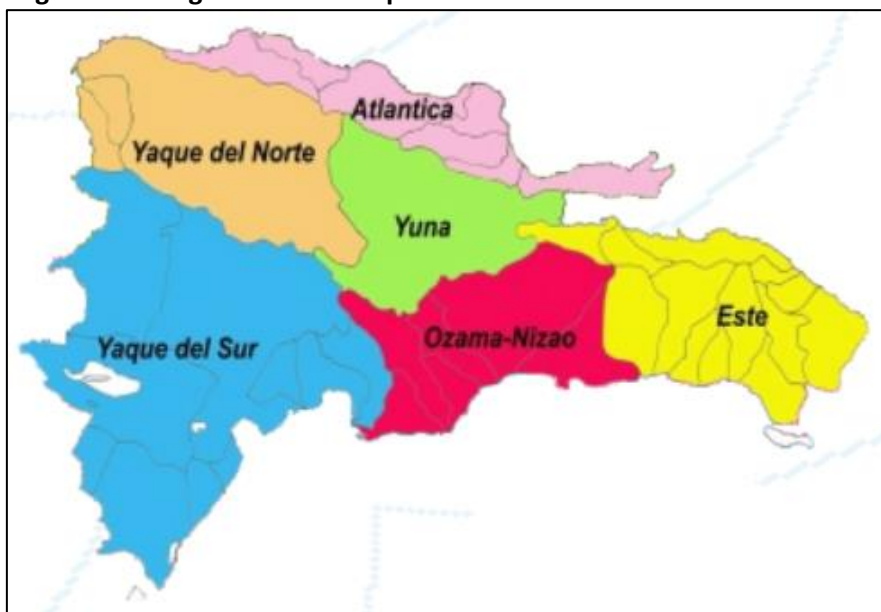 Atlantica
Yaque del Norte
Yuna
Este
Ozama-Nizao
Yaque del Sur